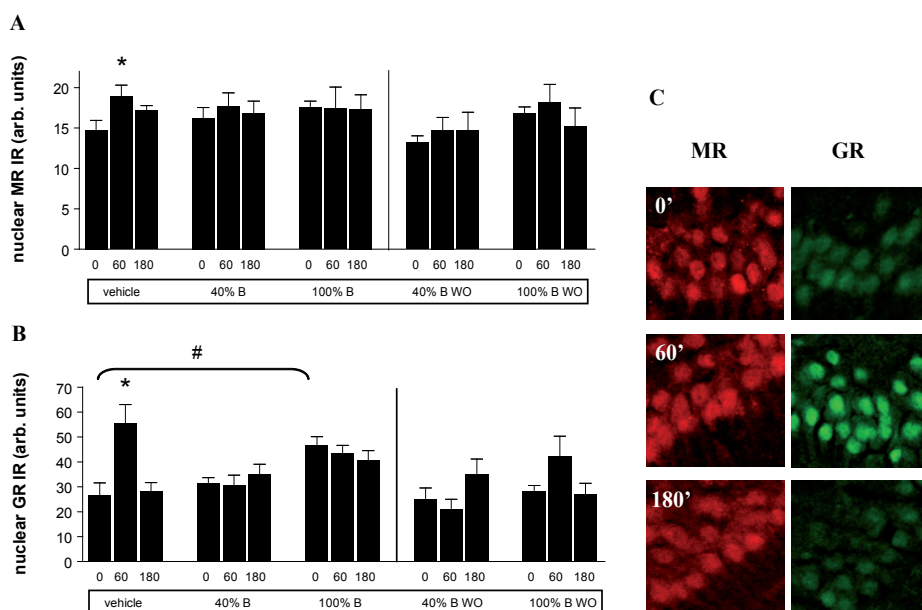 A
nuclear MR IR (arb. units)
20
15
10
5
0
*
0 60 180 0 60 180 0 60 180 0 60 180 0 60 180
vehicle 40% B 100% B 40% B WO 100% B WO
B
nuclear GR IR (arb. units)
70
60
50
40
30
20
10
0
#
*
0 60 180 0 60 180 0 60 180 0 60 180 0 60 180
vehicle 40% B 100% B 40% B WO 100% B WO
C
MR GR
0’
60’
180’